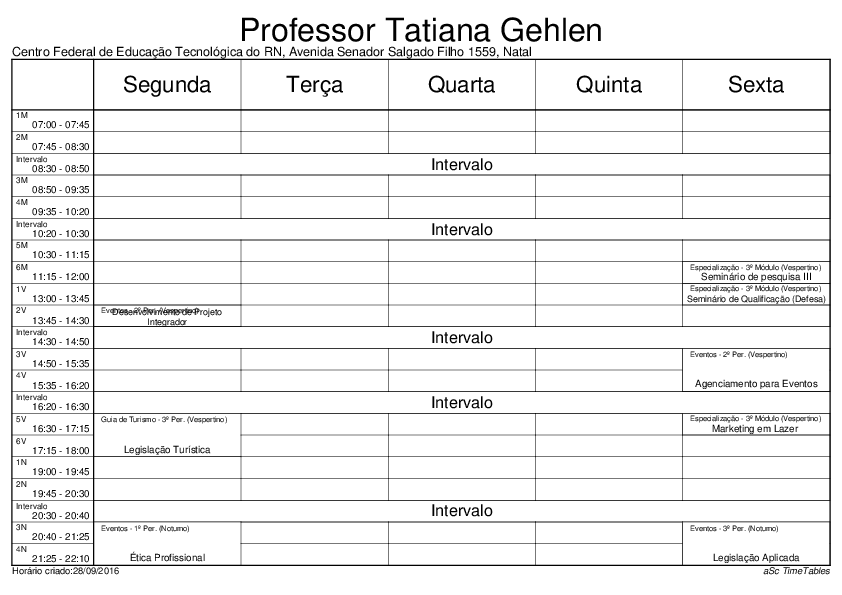 Professor Tatiana Gehlen
Centro Federal de Educação Tecnológica do RN, Avenida Senador Salgado Filho 1559, Natal
Segunda Terça Quarta Quinta Sexta
1M
07:00 - 07:45
2M
07:45 - 08:30
Intervalo
08:30 - 08:50
Intervalo
3M
08:50 - 09:35
4M
09:35 - 10:20
Intervalo
10:20 - 10:30
Intervalo
5M
10:30 - 11:15
6M
11:15 - 12:00
Especialização - 3º Módulo (Vespertino)
Seminário de pesquisa III
1V
13:00 - 13:45
Especialização - 3º Módulo (Vespertino)
Seminário de Qualificação (Defesa)
2V
13:45 - 14:30
Desenvolvimento de Projeto
Integrador
Intervalo
14:30 - 14:50
Intervalo
3V
14:50 - 15:35
Eventos - 2º Per. (Vespertino)
4V
15:35 - 16:20
Agenciamento para Eventos
Intervalo
16:20 - 16:30
Intervalo
5V
16:30 - 17:15
Guia de Turismo - 3º Per. (Vespertino)
Especialização - 3º Módulo (Vespertino)
Marketing em Lazer
6V
17:15 - 18:00
Legislação Turística
1N
19:00 - 19:45
2N
19:45 - 20:30
Intervalo
20:30 - 20:40
Intervalo
3N
20:40 - 21:25
Eventos - 1º Per. (Noturno)
Eventos - 3º Per. (Noturno)
4N
21:25 - 22:10
Ética Profissional
Legislação Aplicada
Horário criado:28/09/2016
aSc TimeTables